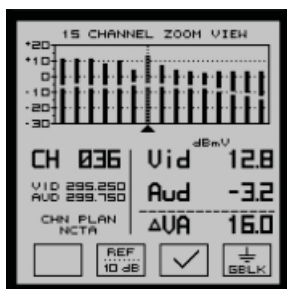 15 CHANNEL ZOOM VIEW
+20
+10
0
-10
-20
-30
dBmV
CH 036
Vid 12.8
VID 295.250
AUD 299.750
Aud -3.2
CHN PLAN
NCTA
ΔVA 16.0
REF
10 dB
GBLK